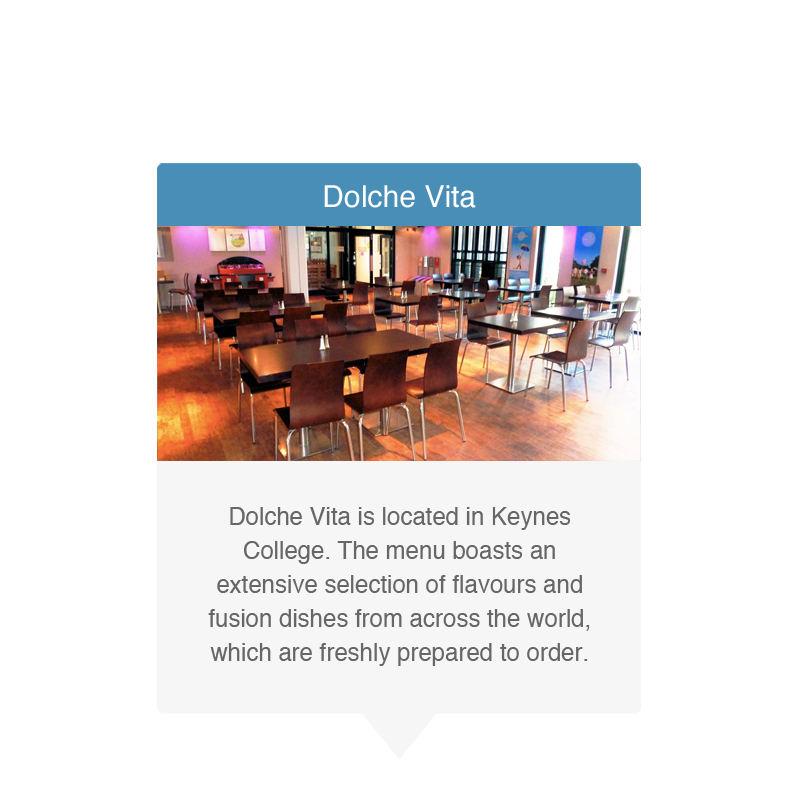 Dolche Vita
Dolche Vita is located in Keynes
College. The menu boasts an
extensive selection of flavours and
fusion dishes from across the world,
which are freshly prepared to order.